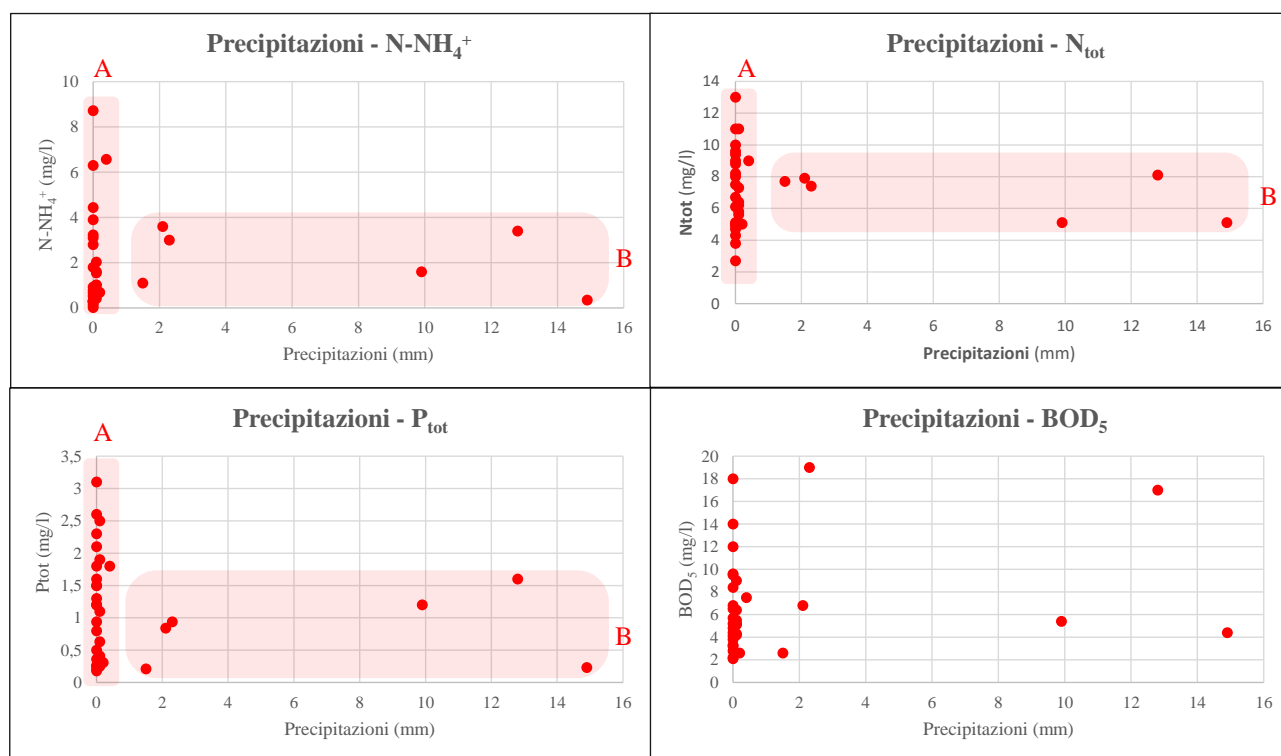 Precipitazioni - N-NH₄⁺
A
10
9
8
7
6
5
4
3
2
1
0
N-NH₄⁺ (mg/l)
B
0 2 4 6 8 10 12 14 16
Precipitazioni (mm)
Precipitazioni - Nₜₒₜ
A
14
12
10
8
6
4
2
0
Ntot (mg/l)
B
0 2 4 6 8 10 12 14 16
Precipitazioni (mm)
Precipitazioni - Pₜₒₜ
A
3,5
3
2,5
2
1,5
1
0,5
0
Ptot (mg/l)
B
0 2 4 6 8 10 12 14 16
Precipitazioni (mm)
Precipitazioni - BOD₅
20
18
16
14
12
10
8
6
4
2
0
BOD₅ (mg/l)
0 2 4 6 8 10 12 14 16
Precipitazioni (mm)